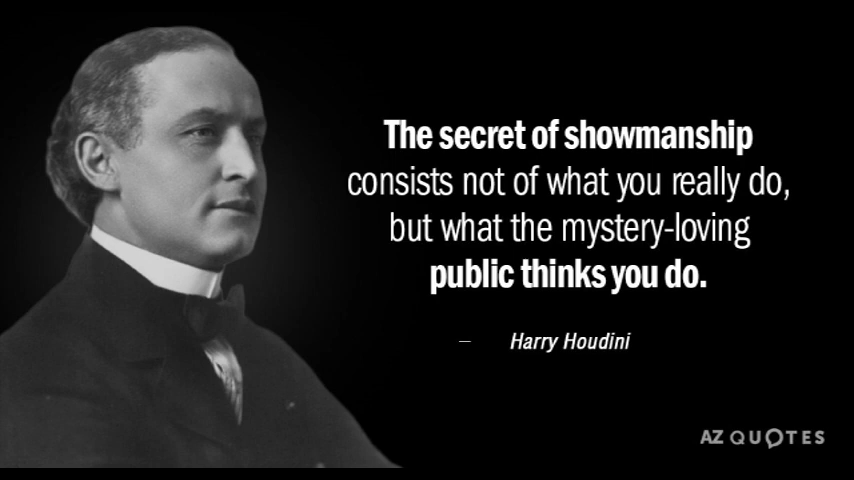 The secret of showmanship
consists not of what you really do,
but what the mystery-loving
public thinks you do.
— Harry Houdini
AZ QUOTES